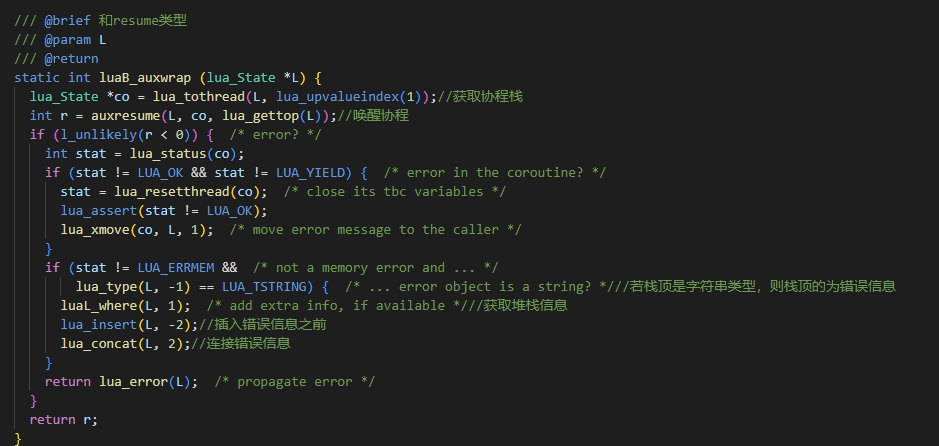 /// @brief 和resume类型
/// @param L
/// @return
static int luaB_auxwrap (lua_State *L) {
  lua_State *co = lua_tothread(L, lua_upvalueindex(1));//获取协程栈
  int r = auxresume(L, co, lua_gettop(L));//唤醒协程
  if (l_unlikely(r < 0)) {  /* error? */
    int stat = lua_status(co);
    if (stat != LUA_OK && stat != LUA_YIELD) {  /* error in the coroutine? */
      stat = lua_resetthread(co);  /* close its tbc variables */
      lua_assert(stat != LUA_OK);
      lua_xmove(co, L, 1);  /* move error message to the caller */
    }
    if (stat != LUA_ERRMEM &&  /* not a memory error and ... */
        lua_type(L, -1) == LUA_TSTRING) {  /* ... error object is a string? *///若栈顶是字符串类型，则栈顶的为错误信息
      luaL_where(L, 1);  /* add extra info, if available *///获取堆栈信息
      lua_insert(L, -2);//插入错误信息之前
      lua_concat(L, 2);//连接错误信息
    }
    return lua_error(L);  /* propagate error */
  }
  return r;
}